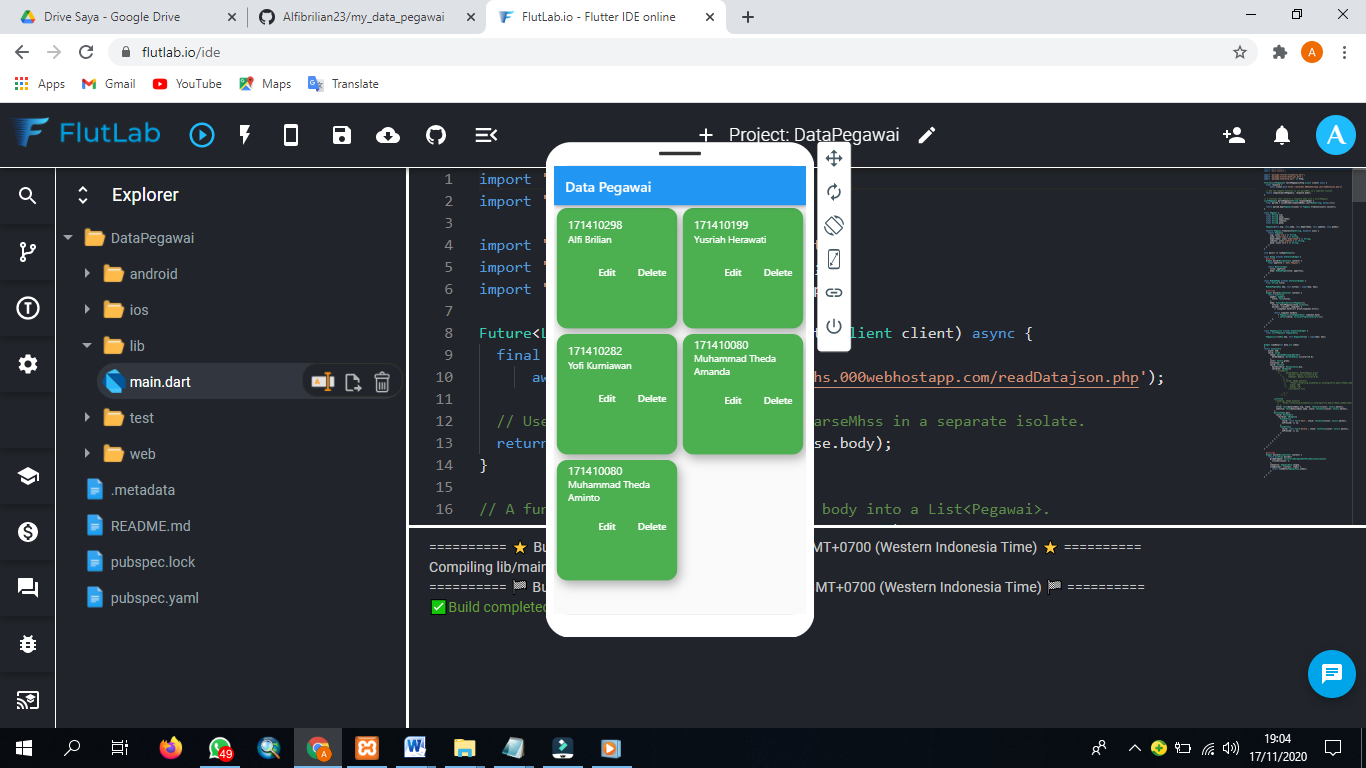 Drive Saya - Google Drive
Alfibrilian23/my_data_pegawai
FlutLab.io - Flutter IDE online
flutlab.io/ide
A
Apps
Gmail
YouTube
Maps
Translate
FlutLab
Project: DataPegawai
A
Explorer
DataPegawai
android
ios
lib
main.dart
test
web
.metadata
README.md
pubspec.lock
pubspec.yaml
1 import '
2 import '
3
4 import '
5 import '
6 import '
7
8 Future<L
client client) async {
9 final
10 aw
hs.000webhostapp.com/readDatajson.php');
11
12 // Use
arseMhss in a separate isolate.
13 return
se.body);
14 }
15
16 // A fun
body into a List<Pegawai>.
Data Pegawai
171410298
Alfi Brilian
Edit Delete
171410199
Yusriah Herawati
Edit Delete
171410282
Yofi Kurniawan
Edit Delete
171410080
Muhammad Theda
Amanda
Edit Delete
171410080
Muhammad Theda
Aminto
Edit Delete
========== Bu
MT+0700 (Western Indonesia Time) ==========
Compiling lib/main
========== Bu
MT+0700 (Western Indonesia Time) ==========
Build completed
49
19:04
17/11/2020